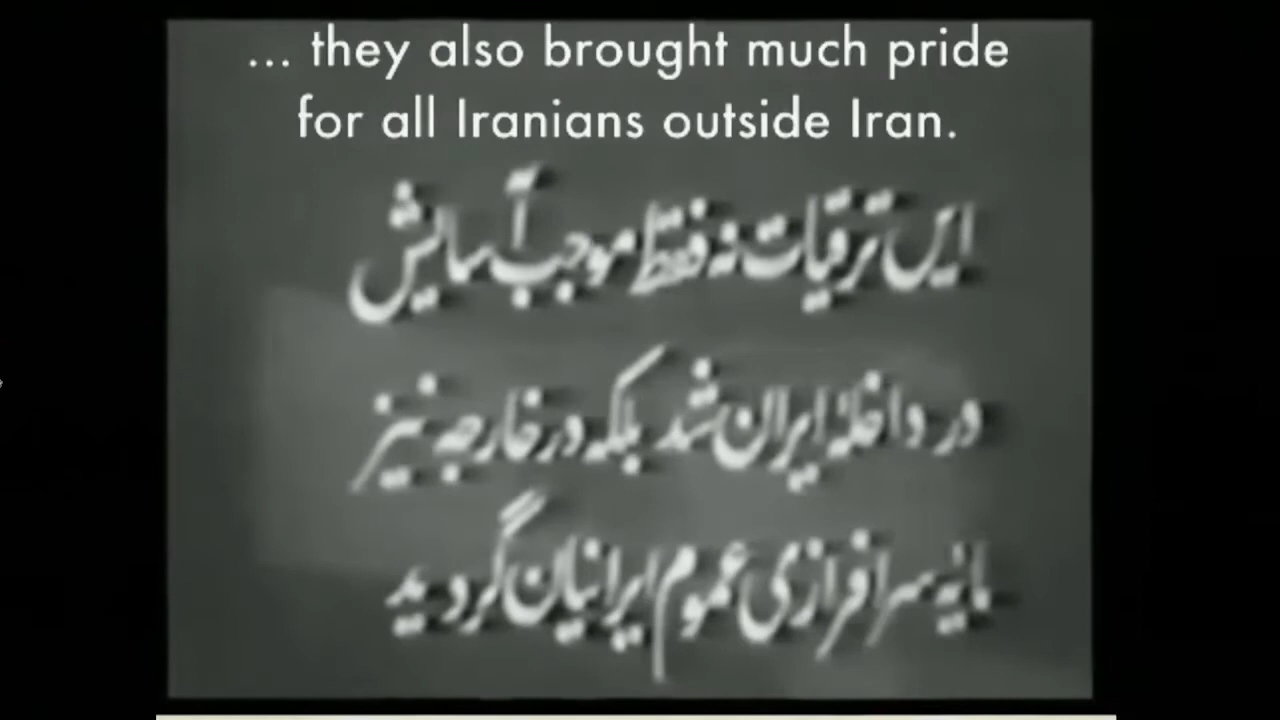 ... they also brought much pride
for all Iranians outside Iran.
این ترقیات نه فقط موجب آسایش
در داخلهٔ ایران شد بلکه در خارجه نیز
مایه سرافرازی عموم ایرانیان گردید